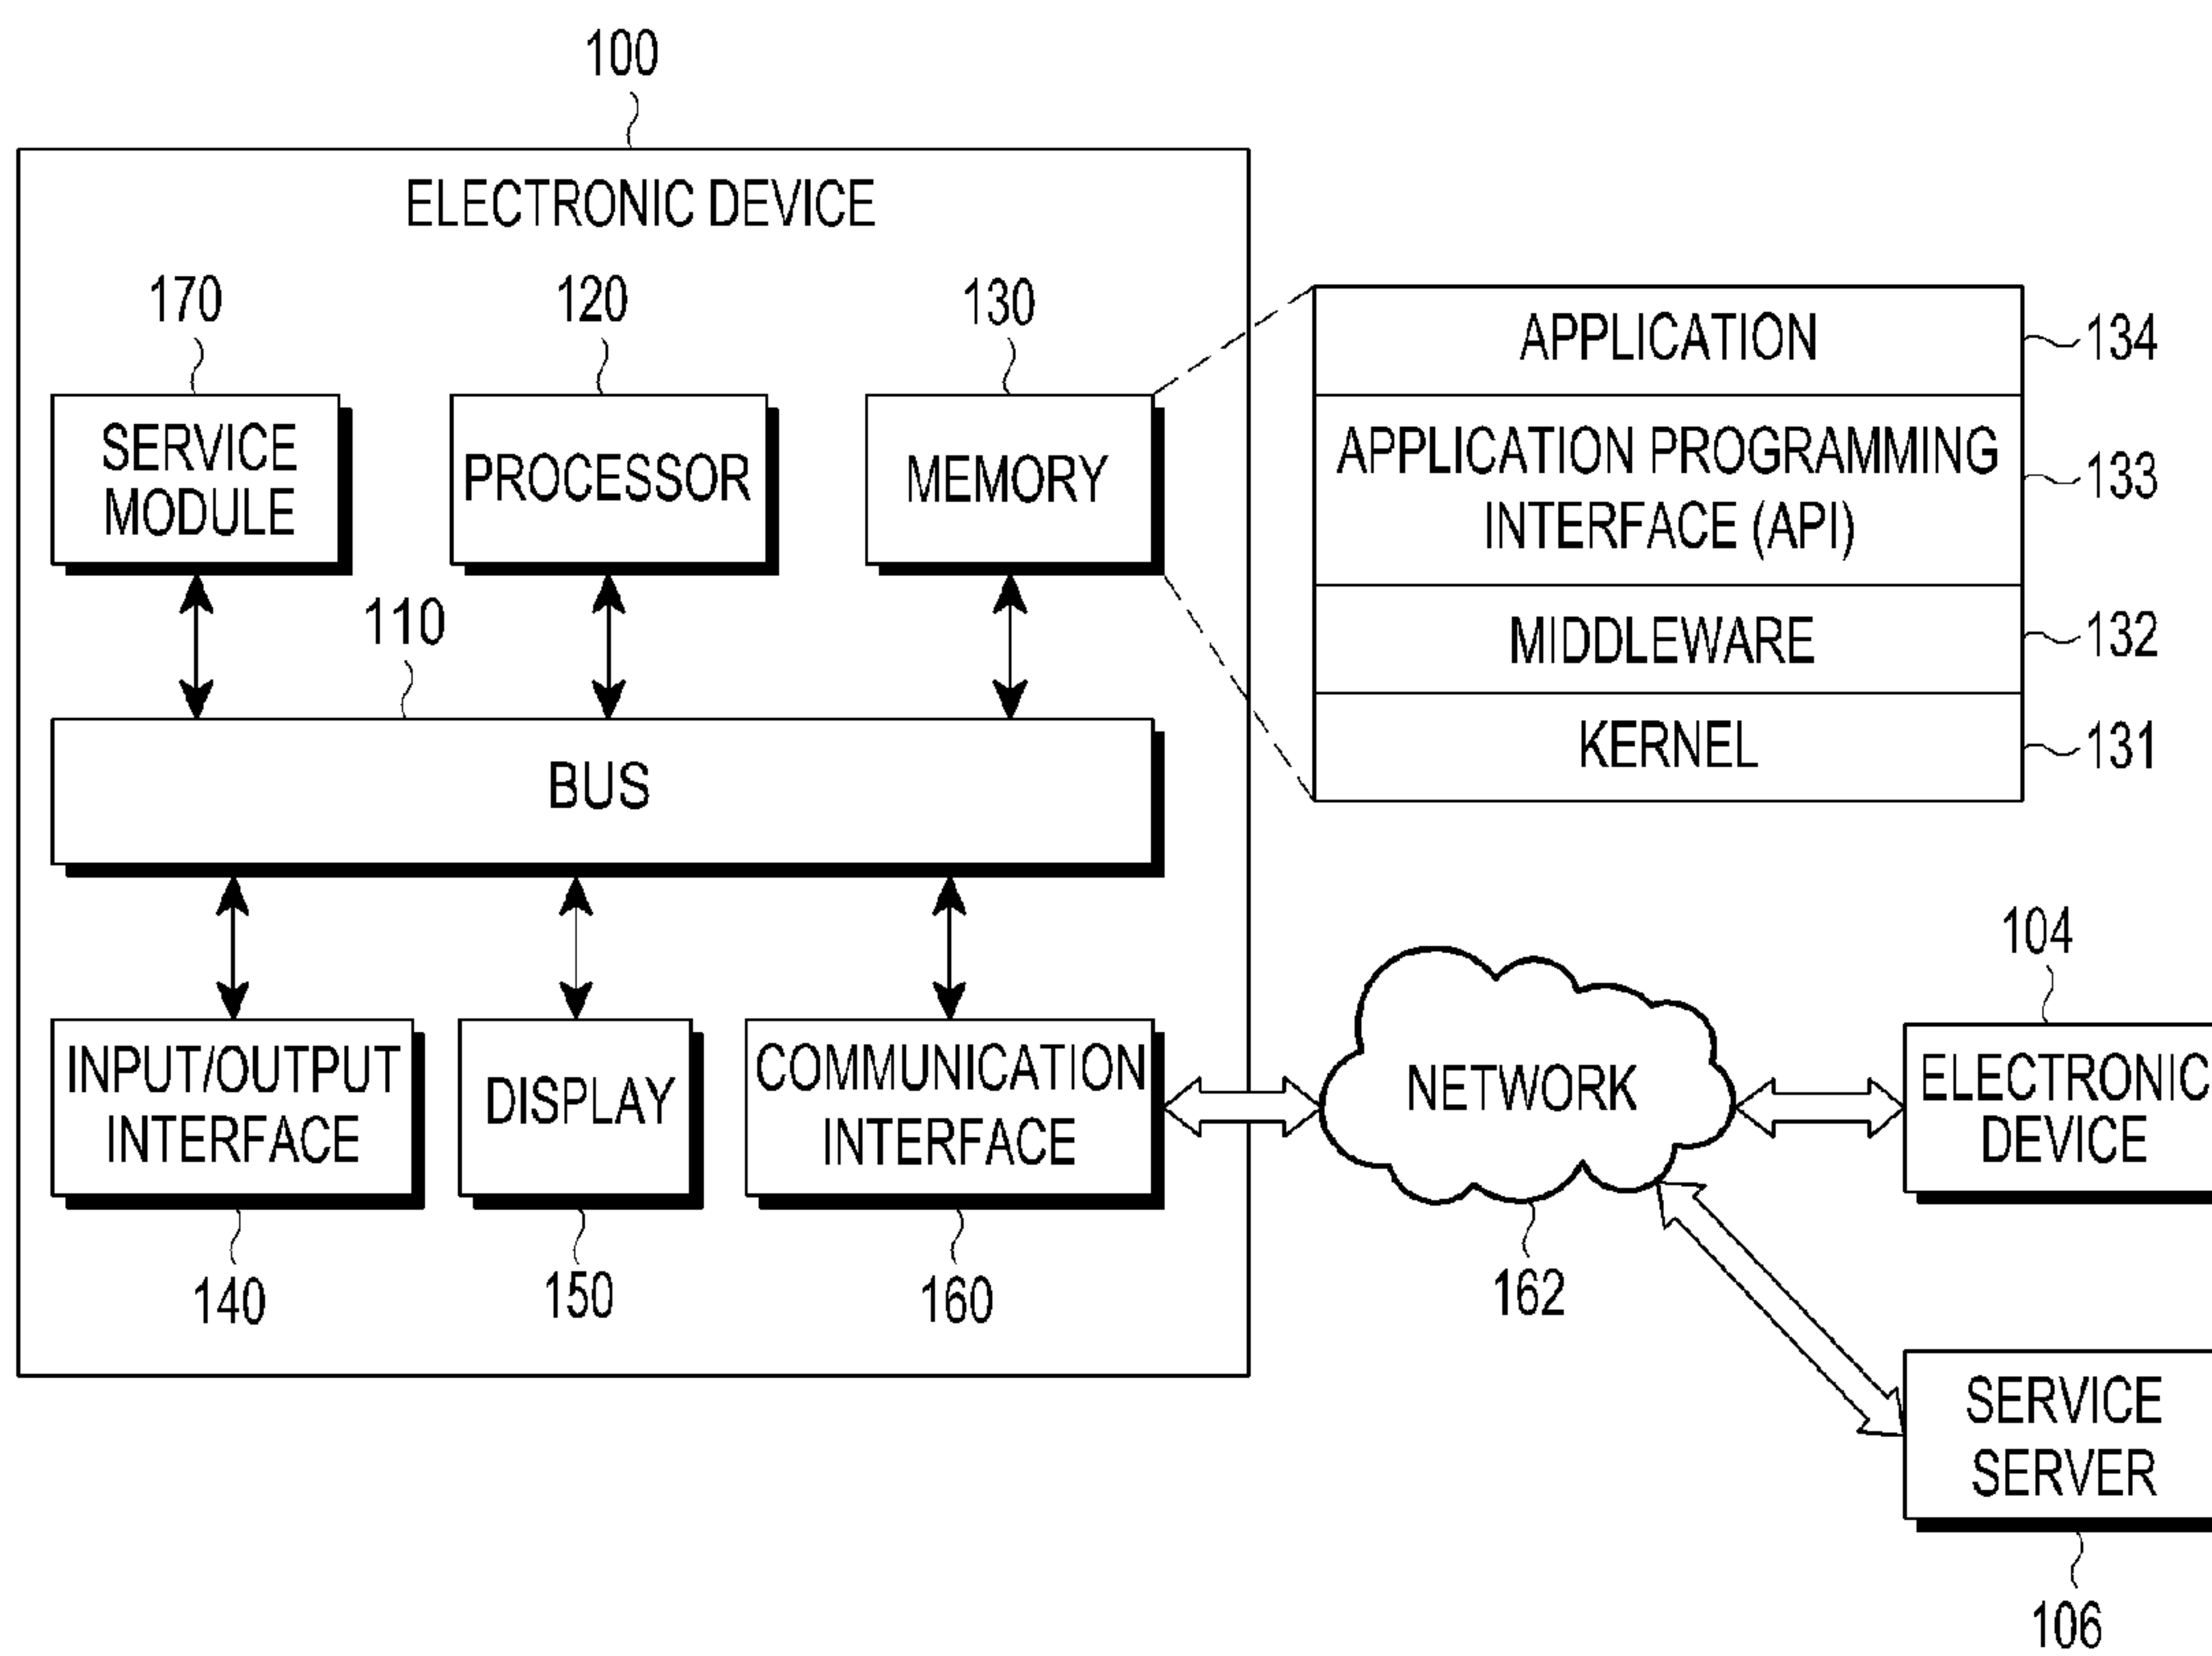 100
ELECTRONIC DEVICE
170
120
130
SERVICE
MODULE
PROCESSOR
MEMORY
APPLICATION
134
APPLICATION PROGRAMMING
INTERFACE (API)
133
MIDDLEWARE
132
KERNEL
131
110
BUS
INPUT/OUTPUT
INTERFACE
DISPLAY
COMMUNICATION
INTERFACE
140
150
160
NETWORK
162
104
ELECTRONIC
DEVICE
SERVICE
SERVER
106